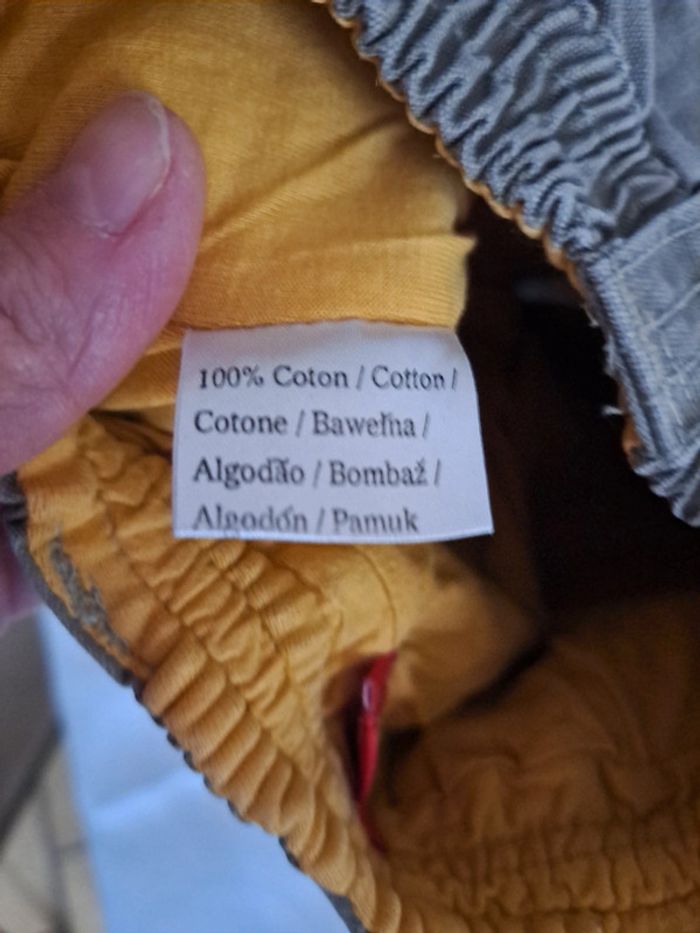 100% Coton / Cotton /
Cotone / Bawełna /
Algodão / Bombaž /
Algodón / Pamuk